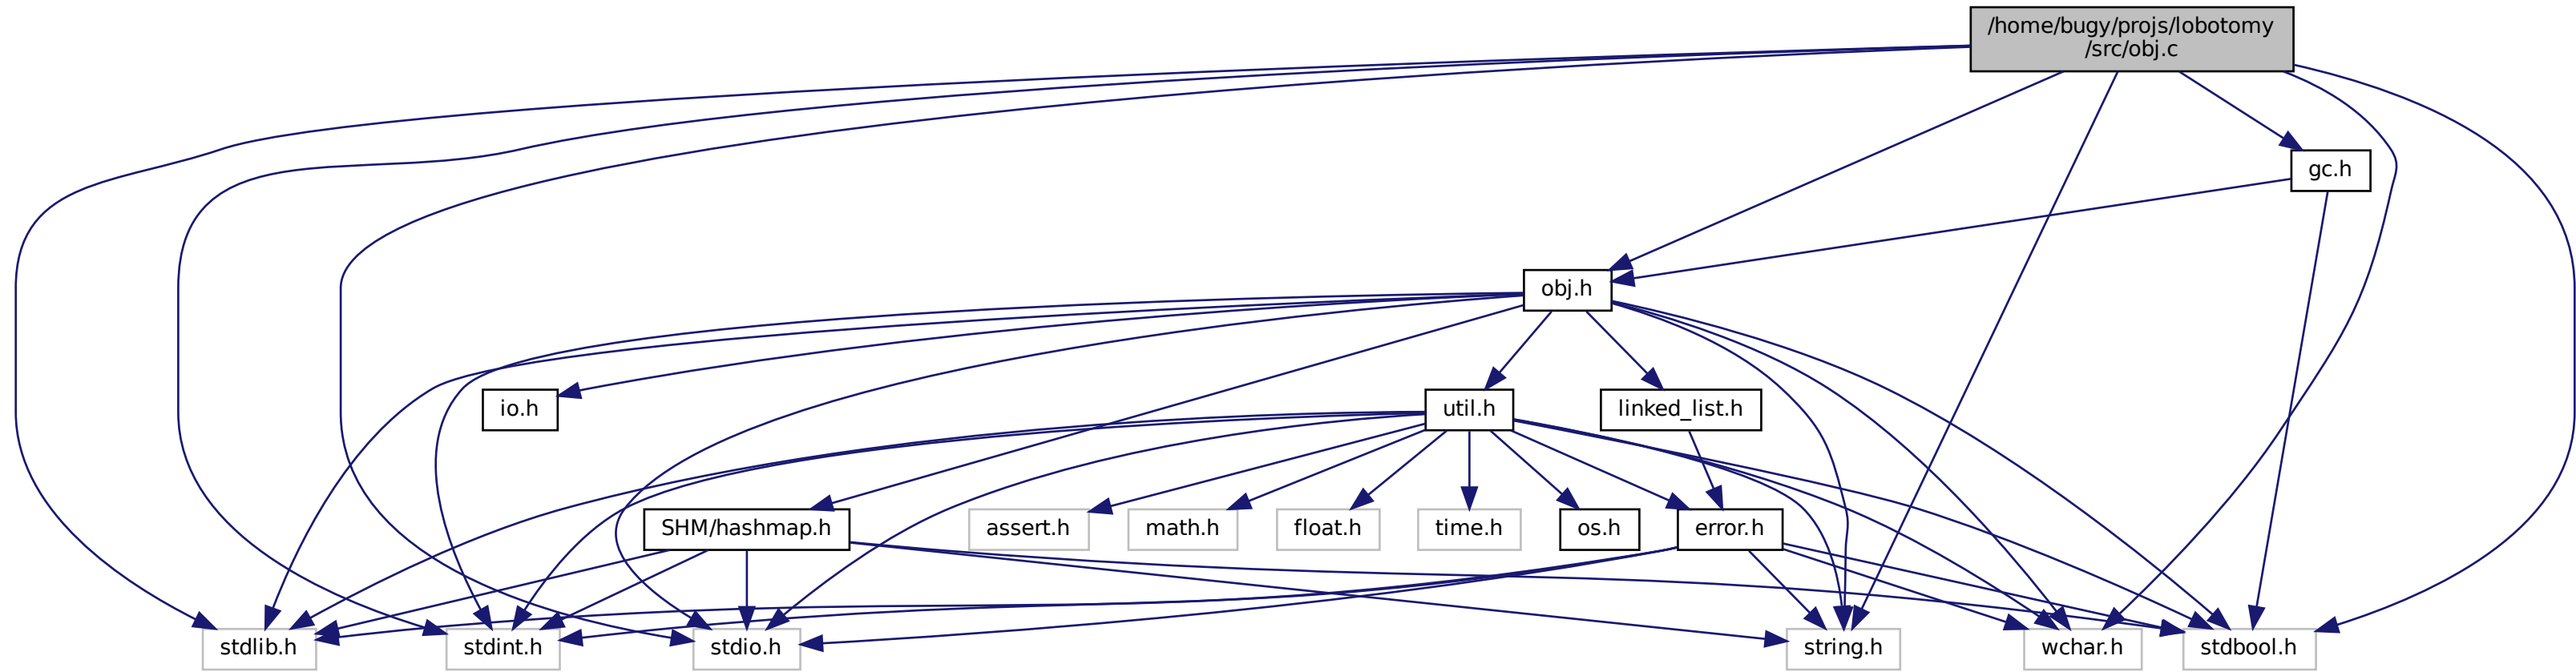 /home/bugy/projs/lobotomy
/src/obj.c
gc.h
obj.h
io.h
util.h
linked_list.h
SHM/hashmap.h
assert.h
math.h
float.h
time.h
os.h
error.h
stdlib.h
stdint.h
stdio.h
string.h
wchar.h
stdbool.h